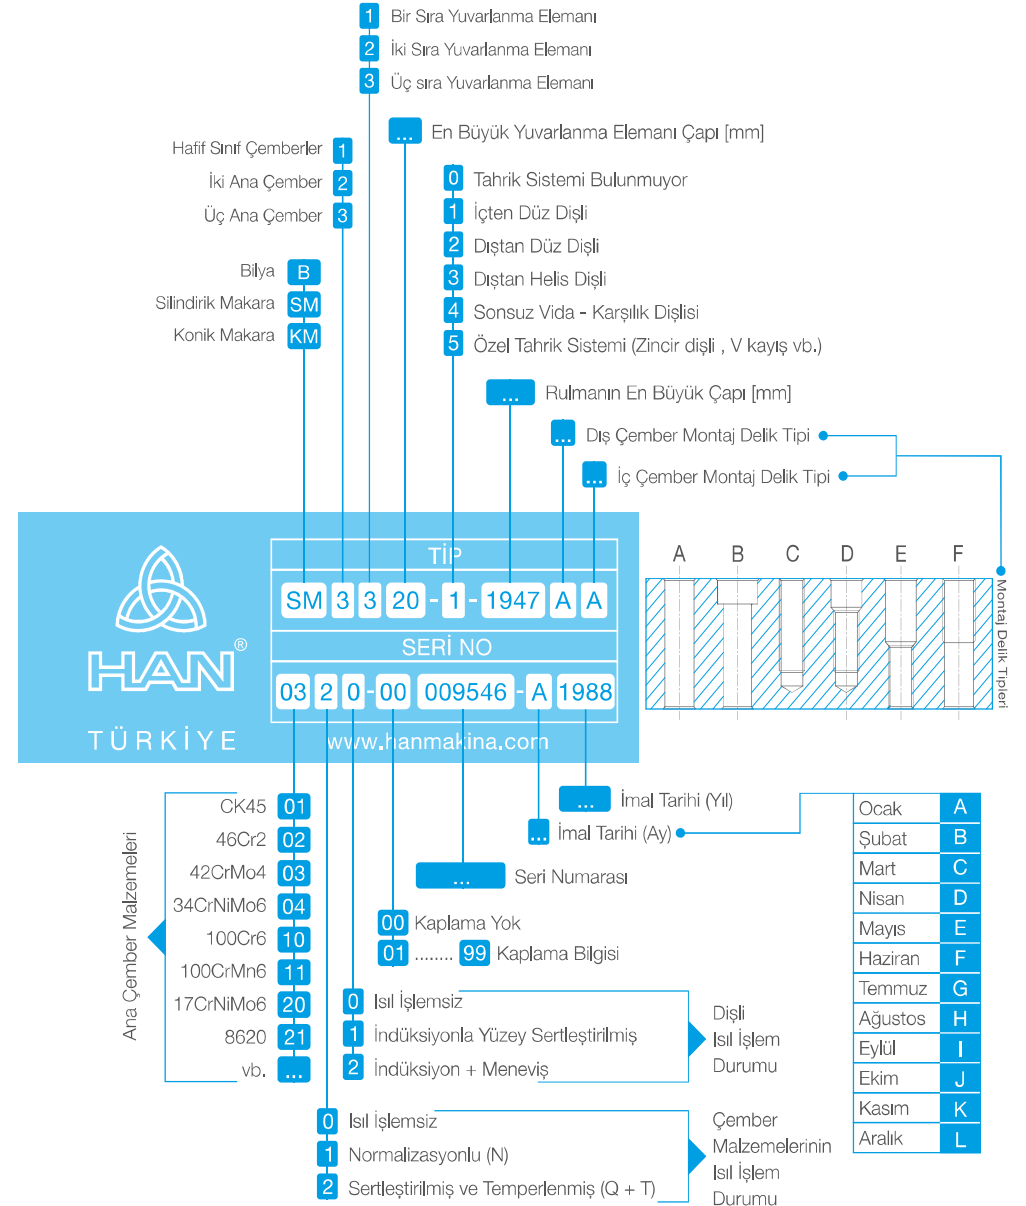 1 Bir Sıra Yuvarlanma Elemanı
2 İki Sıra Yuvarlanma Elemanı
3 Üç sıra Yuvarlanma Elemanı
... En Büyük Yuvarlanma Elemanı Çapı [mm]
Hafif Sınıf Çemberler 1
İki Ana Çember 2
Üç Ana Çember 3
0 Tahrik Sistemi Bulunmuyor
1 İçten Düz Dişli
2 Dıştan Düz Dişli
3 Dıştan Helis Dişli
4 Sonsuz Vida - Karşılık Dişlisi
5 Özel Tahrik Sistemi (Zincir dişli , V kayış vb.)
Bilya B
Silindirik Makara SM
Konik Makara KM
... Rulmanın En Büyük Çapı [mm]
... Dış Çember Montaj Delik Tipi
... İç Çember Montaj Delik Tipi
TİP
SM 3 3 20 - 1 - 1947 A A
SERİ NO
03 2 0 - 00 009546 - A 1988
www.hanmakina.com
HAN®
TÜRKİYE
A B C D E F
Montaj Delik Tipleri
... İmal Tarihi (Yıl)
... İmal Tarihi (Ay)
... Seri Numarası
00 Kaplama Yok
01 ........ 99 Kaplama Bilgisi
Ana Çember Malzemeleri
CK45 01
46Cr2 02
42CrMo4 03
34CrNiMo6 04
100Cr6 10
100CrMn6 11
17CrNiMo6 20
8620 21
vb. ...
0 Isıl İşlemsiz
1 İndüksiyonla Yüzey Sertleştirilmiş
2 İndüksiyon + Meneviş
Dişli
Isıl İşlem
Durumu
0 Isıl İşlemsiz
1 Normalizasyonlu (N)
2 Sertleştirilmiş ve Temperlenmiş (Q + T)
Çember
Malzemelerinin
Isıl İşlem
Durumu
Ocak A
Şubat B
Mart C
Nisan D
Mayıs E
Haziran F
Temmuz G
Ağustos H
Eylül I
Ekim J
Kasım K
Aralık L